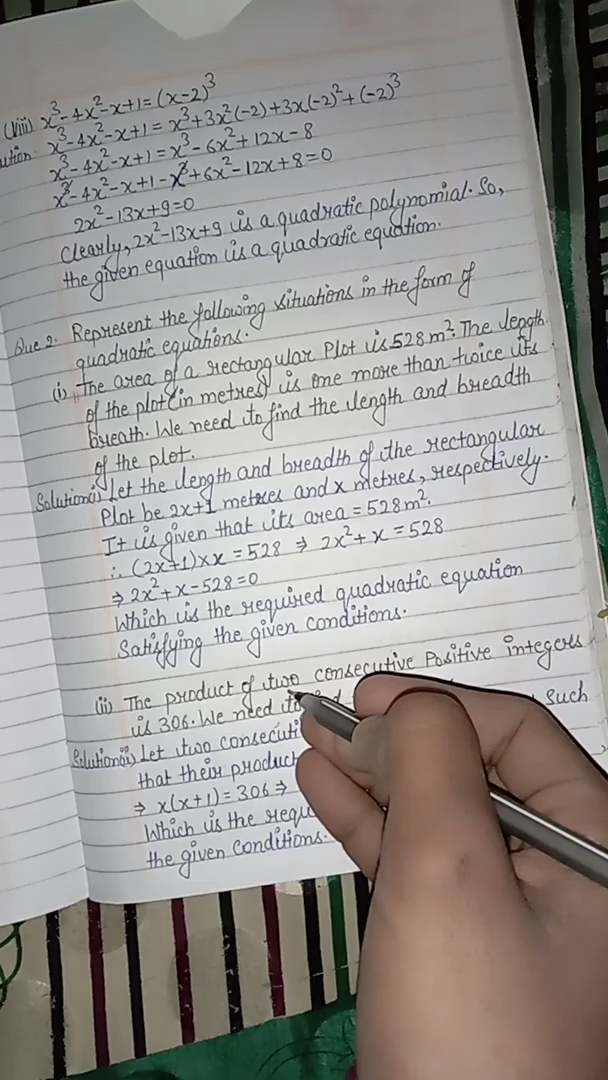 (viii) x³-4x²-x+1=(x-2)³
ution x³-4x²-x+1=x³+3x²(-2)+3x(-2)²+(-2)³
x³-4x²-x+1=x³-6x²+12x-8
x³-4x²-x+1-x³+6x²-12x+8=0
2x²-13x+9=0
Clearly, 2x²-13x+9 is a quadratic polynomial. So,
the given equation is a quadratic equation.
Que 2. Represent the following situations in the form of
quadratic equations.
(i) The area of a rectangular Plot is 528m². The length
of the plot (in metres) is one more than twice its
breath. We need to find the length and breadth
of the plot.
Solution(i) Let the length and breadth of the rectangular
Plot be 2x+1 metres and x metres, respectively.
It is given that its area = 528m².
∴ (2x+1)×x=528 ⇒ 2x²+x=528
⇒ 2x²+x-528=0
Which is the required quadratic equation
Satisfying the given conditions.
(ii) The product of two consecutive Positive integers
is 306. We need such
Solution(ii) Let two
that their product
⇒ x(x+1)=306 ⇒
Which is the
the given conditions.